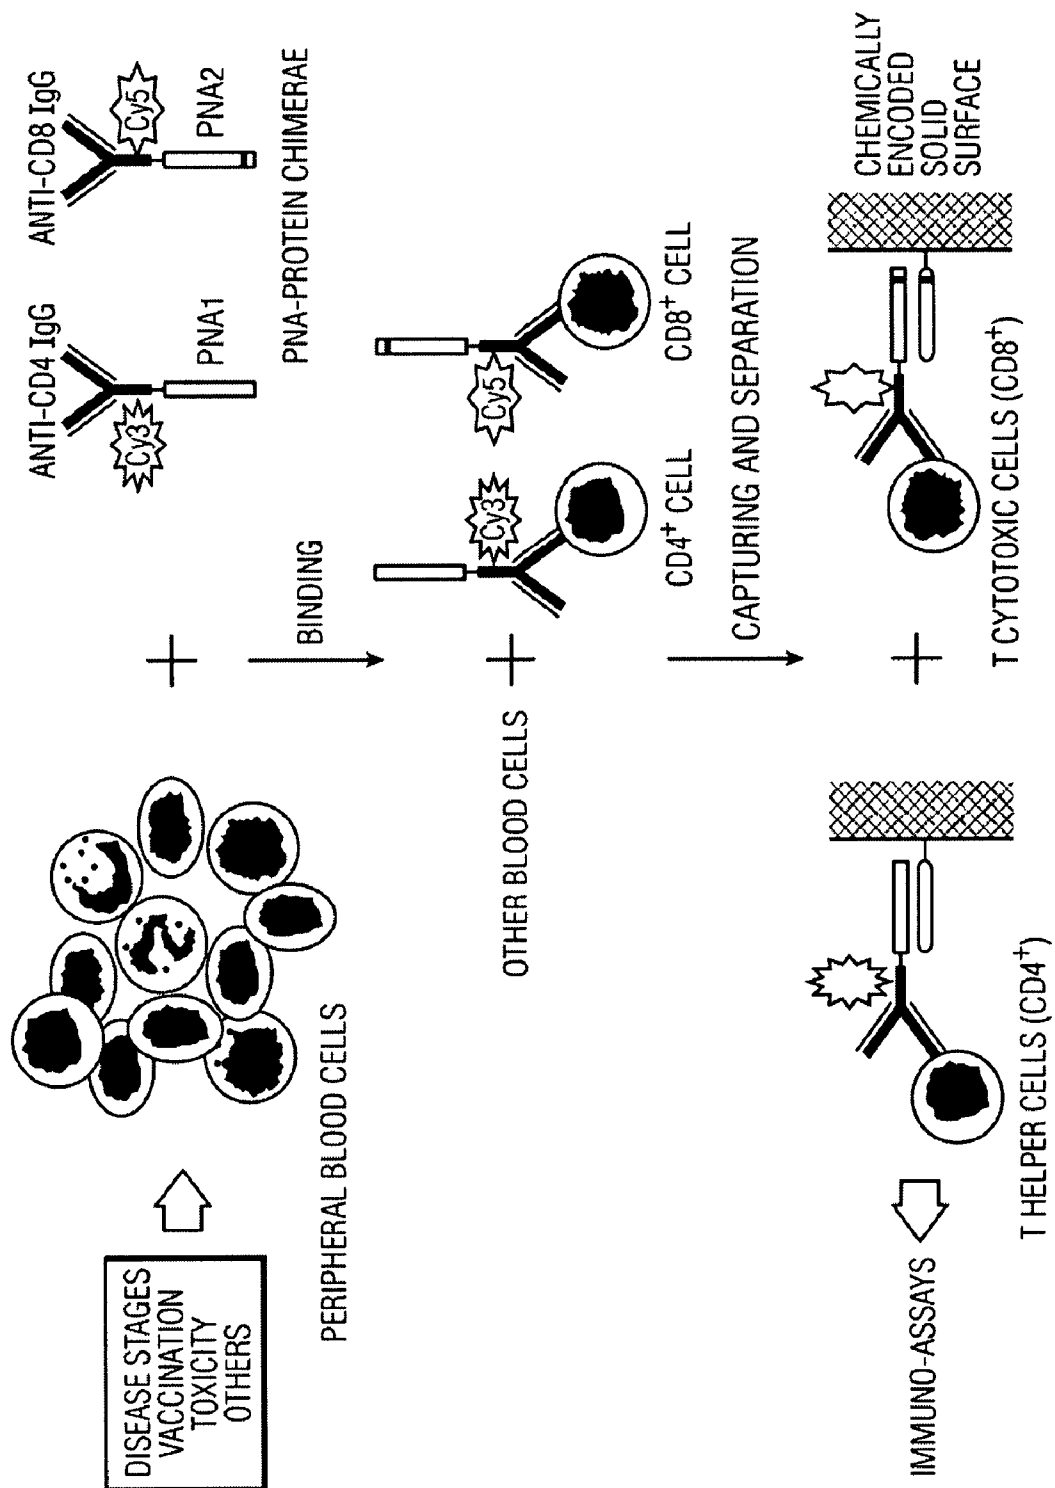 DISEASE STAGES
VACCINATION
TOXICITY
OTHERS
PERIPHERAL BLOOD CELLS
ANTI-CD4 IgG
Cy3
PNA1
ANTI-CD8 IgG
Cy5
PNA2
PNA-PROTEIN CHIMERAE
BINDING
OTHER BLOOD CELLS
Cy3
CD4+ CELL
Cy5
CD8+ CELL
CAPTURING AND SEPARATION
IMMUNO-ASSAYS
T HELPER CELLS (CD4+)
T CYTOTOXIC CELLS (CD8+)
CHEMICALLY
ENCODED
SOLID
SURFACE